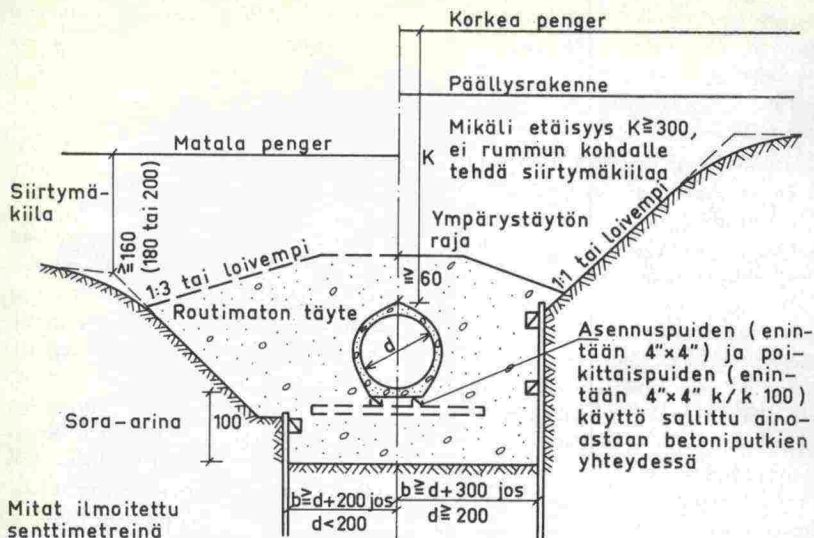 Korkea penger
Päällysrakenne
Matala penger
Mikäli etäisyys K≧300,
ei rummun kohdalle
tehdä siirtymäkiilaa
K
Siirtymä-
kiila
≧160
(180 tai 200)
1:3 tai loivempi
Ympärystäytön
raja
1:1 tai loivempi
≧60
Routimaton täyte
d
Asennuspuiden (enin-
tään 4"×4") ja poi-
kittaispuiden (enin-
tään 4"×4" k/k 100)
käyttö sallittu aino-
astaan betoniputkien
yhteydessä
Sora-arina
100
b≧d+200 jos
d<200
b≧d+300 jos
d≧200
Mitat ilmoitettu
senttimetreinä